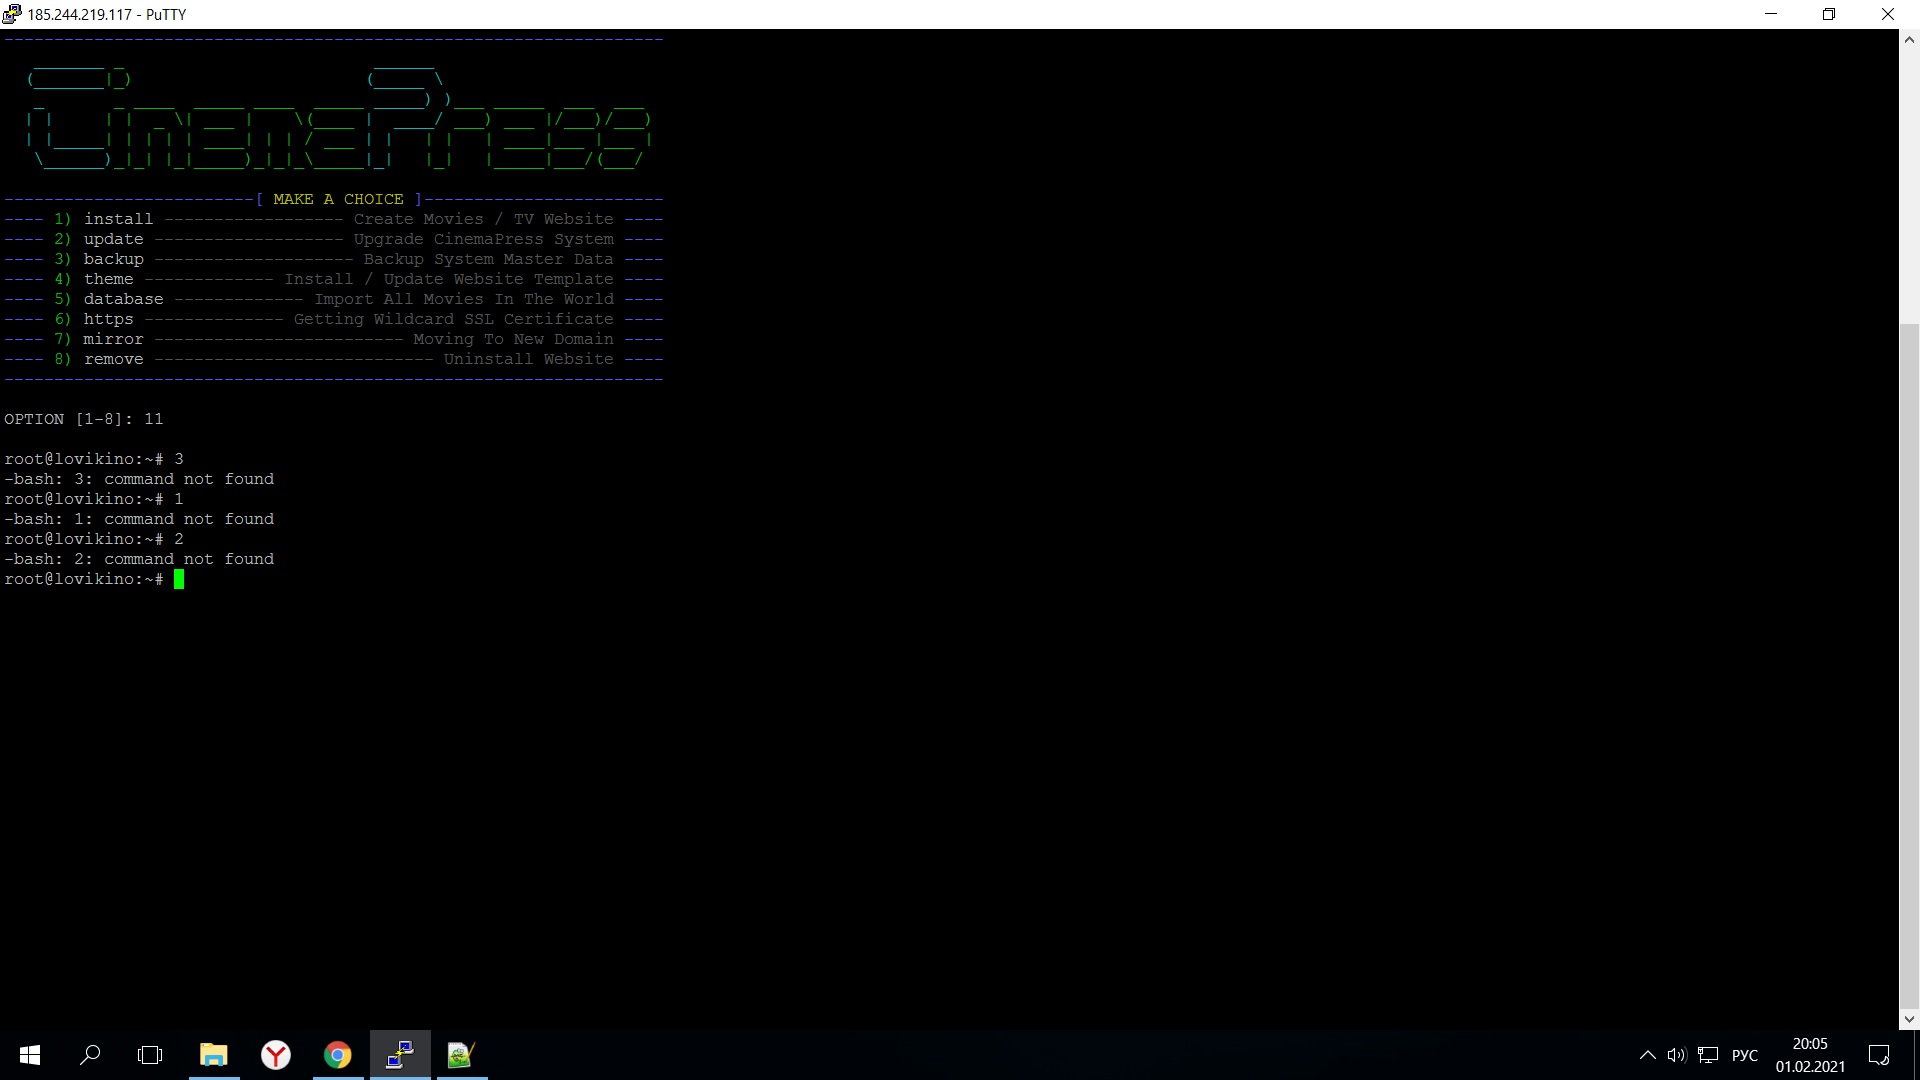 185.244.219.117 - PuTTY
CinemaPress
[ MAKE A CHOICE ]
---- 1) install ------------------ Create Movies / TV Website ----
---- 2) update ------------------- Upgrade CinemaPress System ----
---- 3) backup -------------------- Backup System Master Data ----
---- 4) theme ------------- Install / Update Website Template ----
---- 5) database ------------- Import All Movies In The World ----
---- 6) https -------------- Getting Wildcard SSL Certificate ----
---- 7) mirror ------------------------- Moving To New Domain ----
---- 8) remove ---------------------------- Uninstall Website ----
OPTION [1-8]: 11
root@lovikino:~# 3
-bash: 3: command not found
root@lovikino:~# 1
-bash: 1: command not found
root@lovikino:~# 2
-bash: 2: command not found
root@lovikino:~#
РУС
20:05
01.02.2021